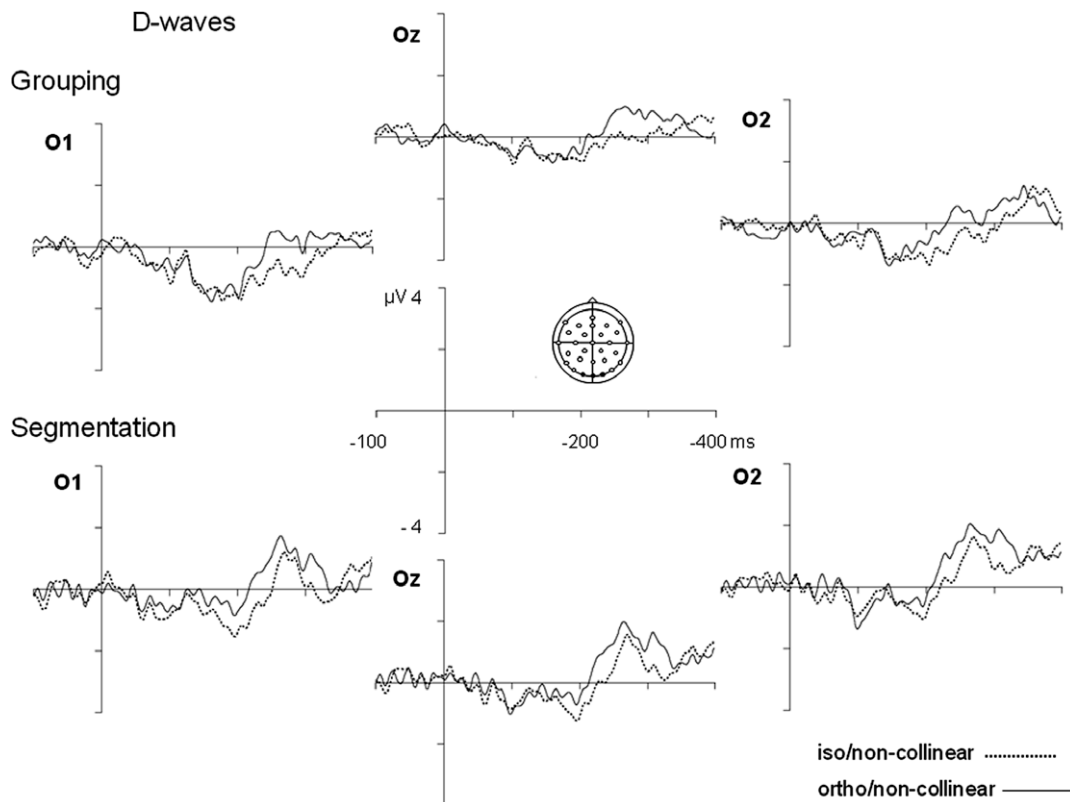 D-waves
Grouping
Oz
O1
O2
µV 4
-100
-200
-400 ms
- 4
Segmentation
O1
O2
Oz
iso/non-collinear
ortho/non-collinear